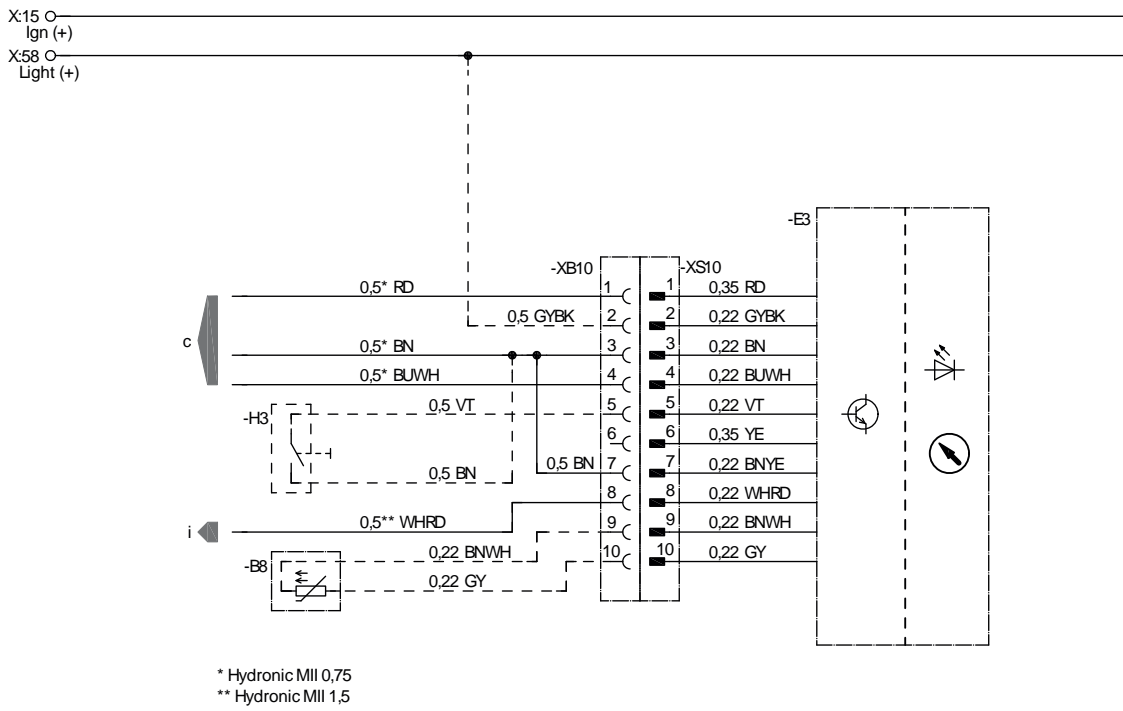 X:15
Ign (+)
X:58
Light (+)
-E3
-XB10 -XS10
0,5* RD 1 1 0,35 RD
0,5 GYBK 2 2 0,22 GYBK
c 0,5* BN 3 3 0,22 BN
0,5* BUWH 4 4 0,22 BUWH
-H3 0,5 VT 5 5 0,22 VT
6 6 0,35 YE
0,5 BN 0,5 BN 7 7 0,22 BNYE
8 8 0,22 WHRD
i 0,5** WHRD 9 9 0,22 BNWH
-B8 0,22 BNWH 10 10 0,22 GY
0,22 GY
* Hydronic MII 0,75
** Hydronic MII 1,5